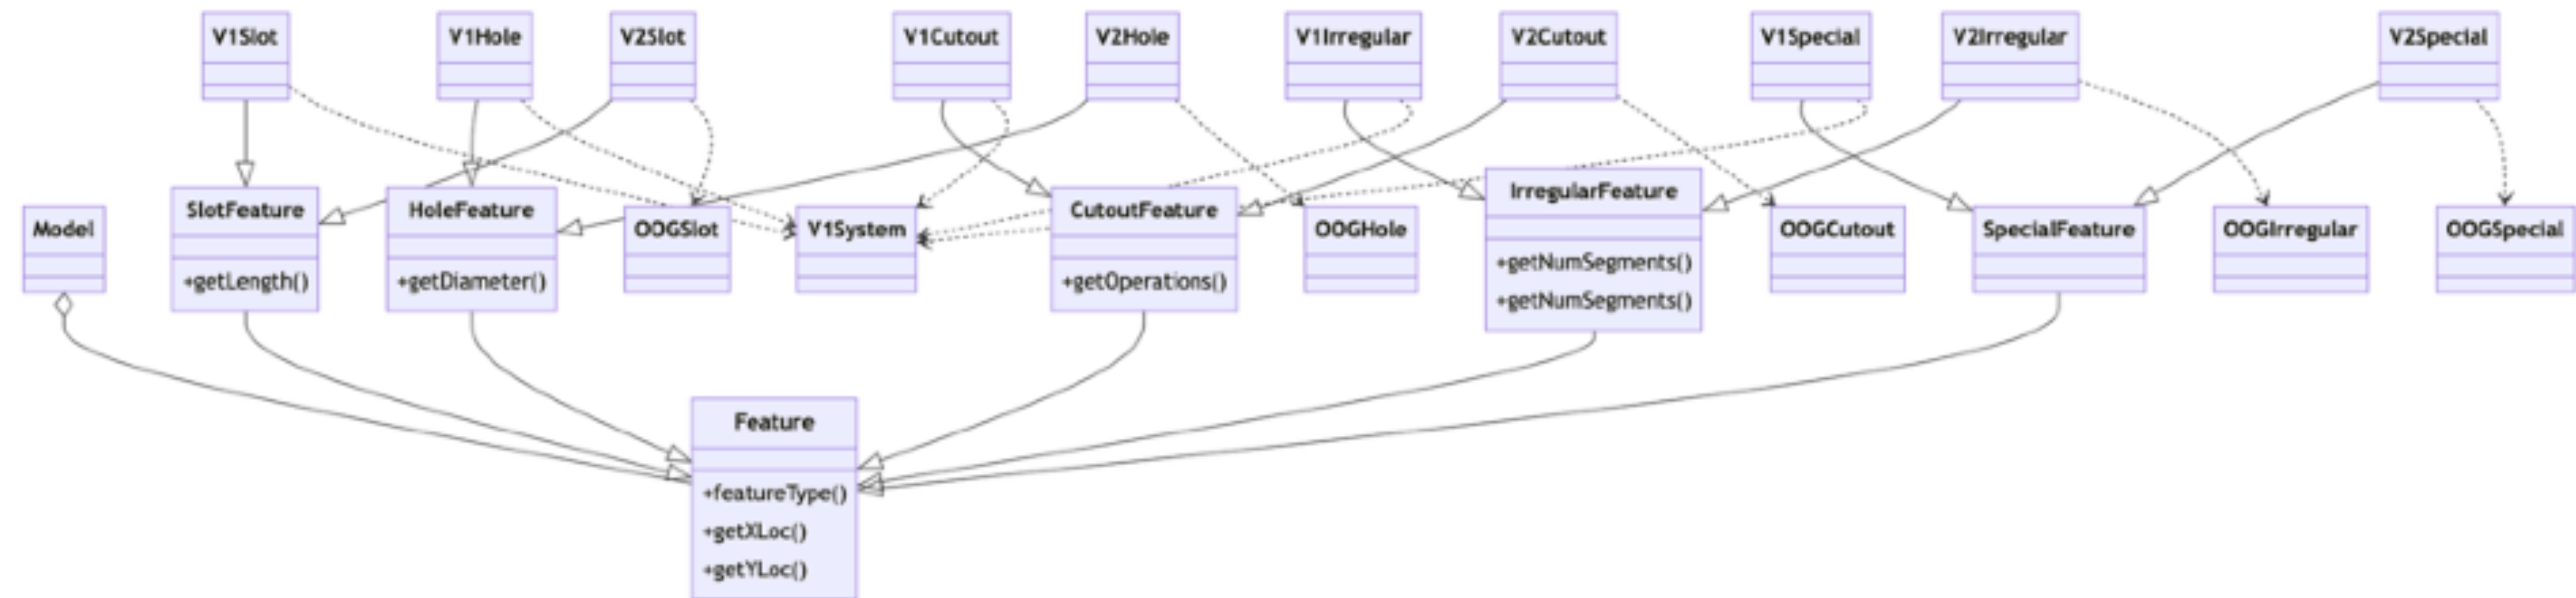 V1Slot
V1Hole
V2Slot
V1Cutout
V2Hole
V1Irregular
V2Cutout
V1Special
V2Irregular
V2Special
Model
SlotFeature
+getLength()
HoleFeature
+getDiameter()
OOGSlot
V1System
CutoutFeature
+getOperations()
OOGHole
IrregularFeature
+getNumSegments()
+getNumSegments()
OOGCutout
SpecialFeature
OOGIrregular
OOGSpecial
Feature
+featureType()
+getXLoc()
+getYLoc()